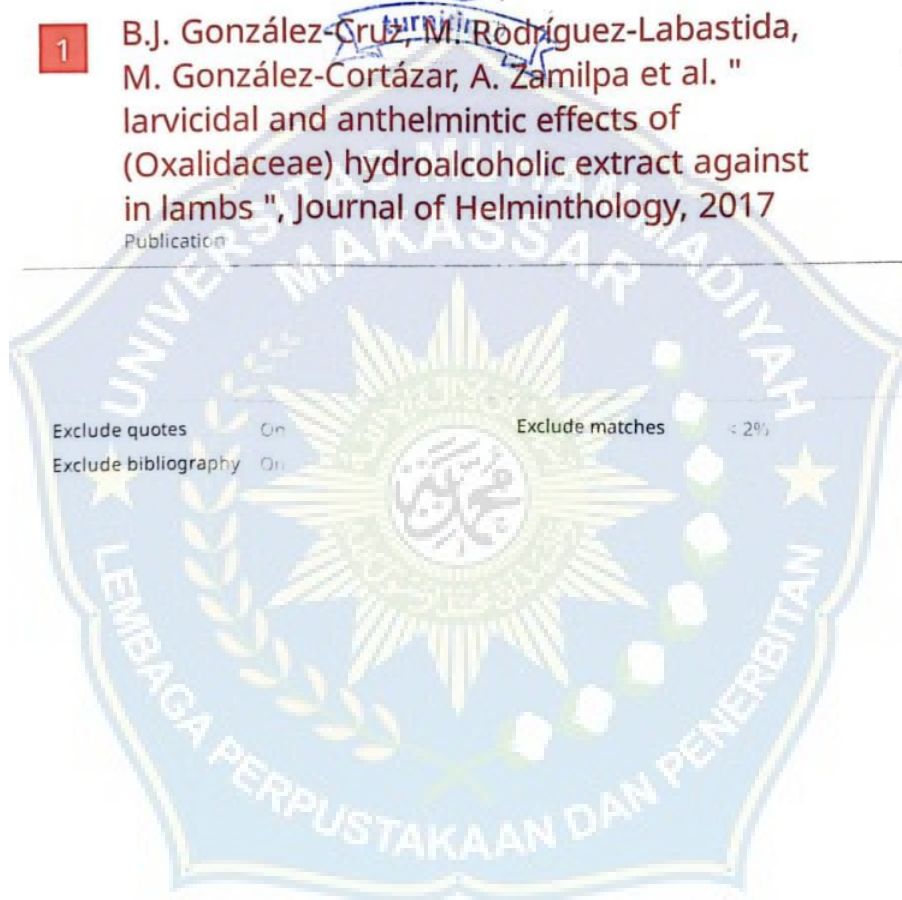 turnitin
1
B.J. González-Cruz, M. Rodríguez-Labastida,
M. González-Cortázar, A. Zamilpa et al. "
larvicidal and anthelmintic effects of
(Oxalidaceae) hydroalcoholic extract against
in lambs ", Journal of Helminthology, 2017
Publication
UNIVERSITAS MUHAMMADIYAH
MAKASSAR
Exclude quotes On
Exclude matches < 2%
Exclude bibliography On
LEMBAGA PERPUSTAKAAN DAN PENERBITAN